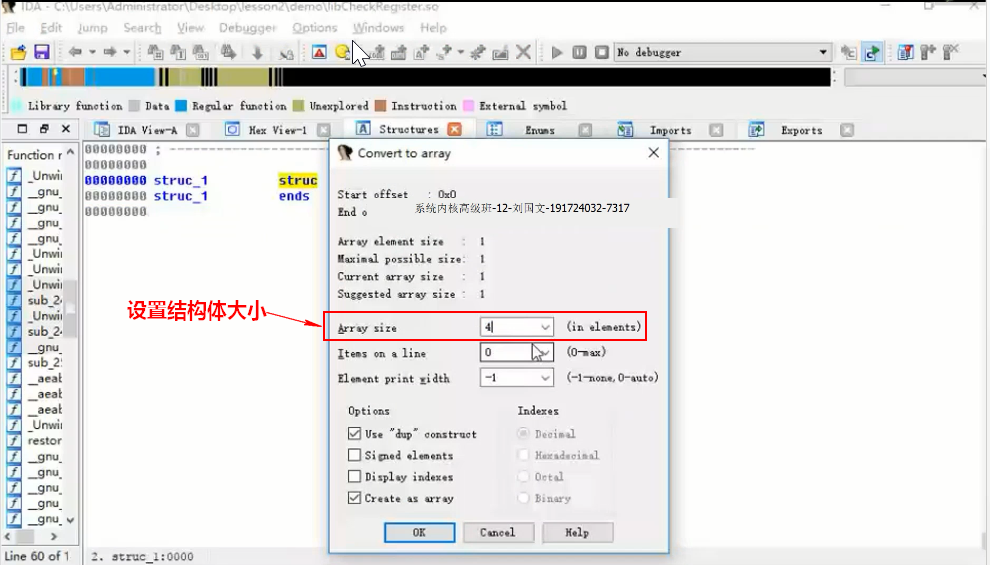 IDA - C:\Users\Administrator\Desktop\lesson2\demo\libCheckRegister.so
File Edit Jump Search View Debugger Options Windows Help
No debugger
Library function Data Regular function Unexplored Instruction External symbol
IDA View-A Hex View-1 Structures Enums Imports Exports
Function r
_Unwi
__gnu_
__gnu_
__gnu_
__gnu_
_Unwi
_Unwi
_Unwi
sub_24
_Unwi
sub_24
__gnu_
sub_25
__aeab
__aeab
__aeab
_Unwi
restor
__gnu_
__gnu_
__gnu_
__gnu_
__gnu_
Line 60 of 1
00000000 ; ----------------------------------------
00000000
00000000 struc_1 struc
00000000 struc_1 ends
00000000
2. struc_1:0000
设置结构体大小
Convert to array
Start offset : 0x0
End o
系统内核高级班-12-刘国文-191724032-7317
Array element size : 1
Maximal possible size: 1
Current array size : 1
Suggested array size : 1
Array size 4 (in elements)
Items on a line 0 (0-max)
Element print width -1 (-1-none,0-auto)
Options Indexes
Use "dup" construct Decimal
Signed elements Hexadecimal
Display indexes Octal
Create as array Binary
OK Cancel Help